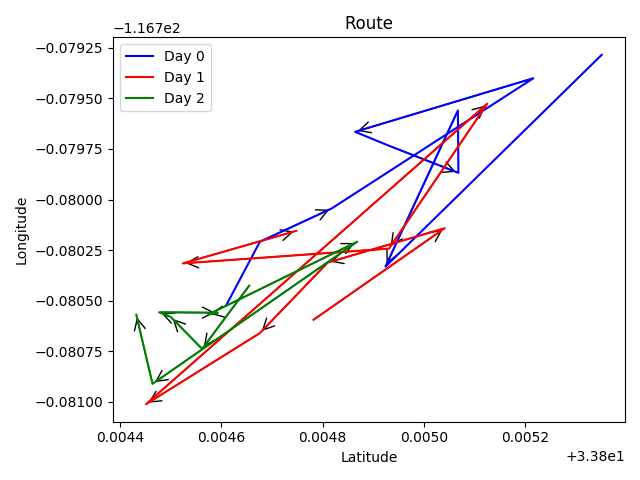 Route
−1.167e2
Day 0
Day 1
Day 2
−0.07925
−0.07950
−0.07975
−0.08000
−0.08025
−0.08050
−0.08075
−0.08100
Longitude
0.0044 0.0046 0.0048 0.0050 0.0052
Latitude
+3.38e1